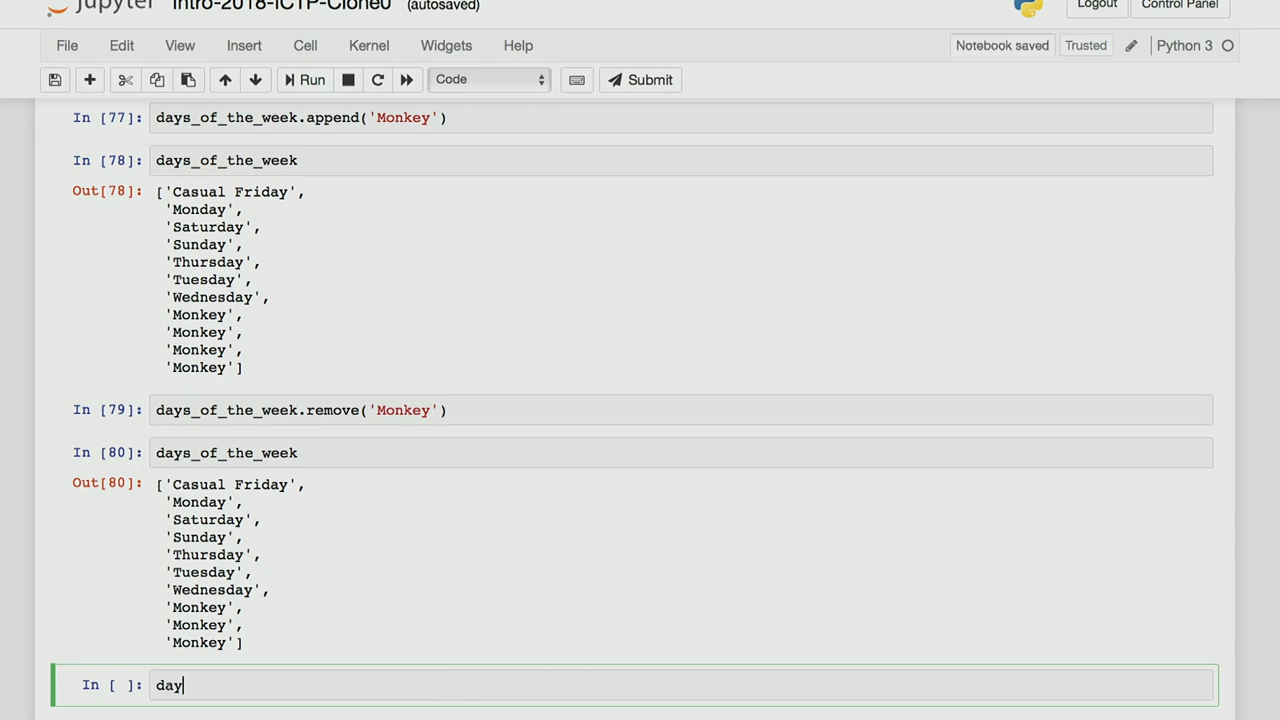 jupyter Intro-2018-ICTP-Clone0 (autosaved) Logout Control Panel
File Edit View Insert Cell Kernel Widgets Help Notebook saved Trusted Python 3
Run Code Submit
In [77]: days_of_the_week.append('Monkey')
In [78]: days_of_the_week
Out[78]: ['Casual Friday',
'Monday',
'Saturday',
'Sunday',
'Thursday',
'Tuesday',
'Wednesday',
'Monkey',
'Monkey',
'Monkey',
'Monkey']
In [79]: days_of_the_week.remove('Monkey')
In [80]: days_of_the_week
Out[80]: ['Casual Friday',
'Monday',
'Saturday',
'Sunday',
'Thursday',
'Tuesday',
'Wednesday',
'Monkey',
'Monkey',
'Monkey']
In [ ]: day